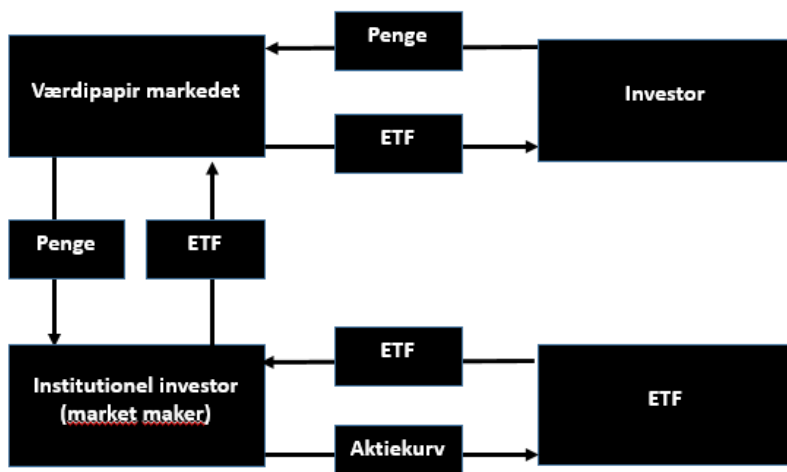 Penge
Værdipapir markedet
Investor
ETF
Penge
ETF
ETF
Institutionel investor
(market maker)
ETF
Aktiekurv